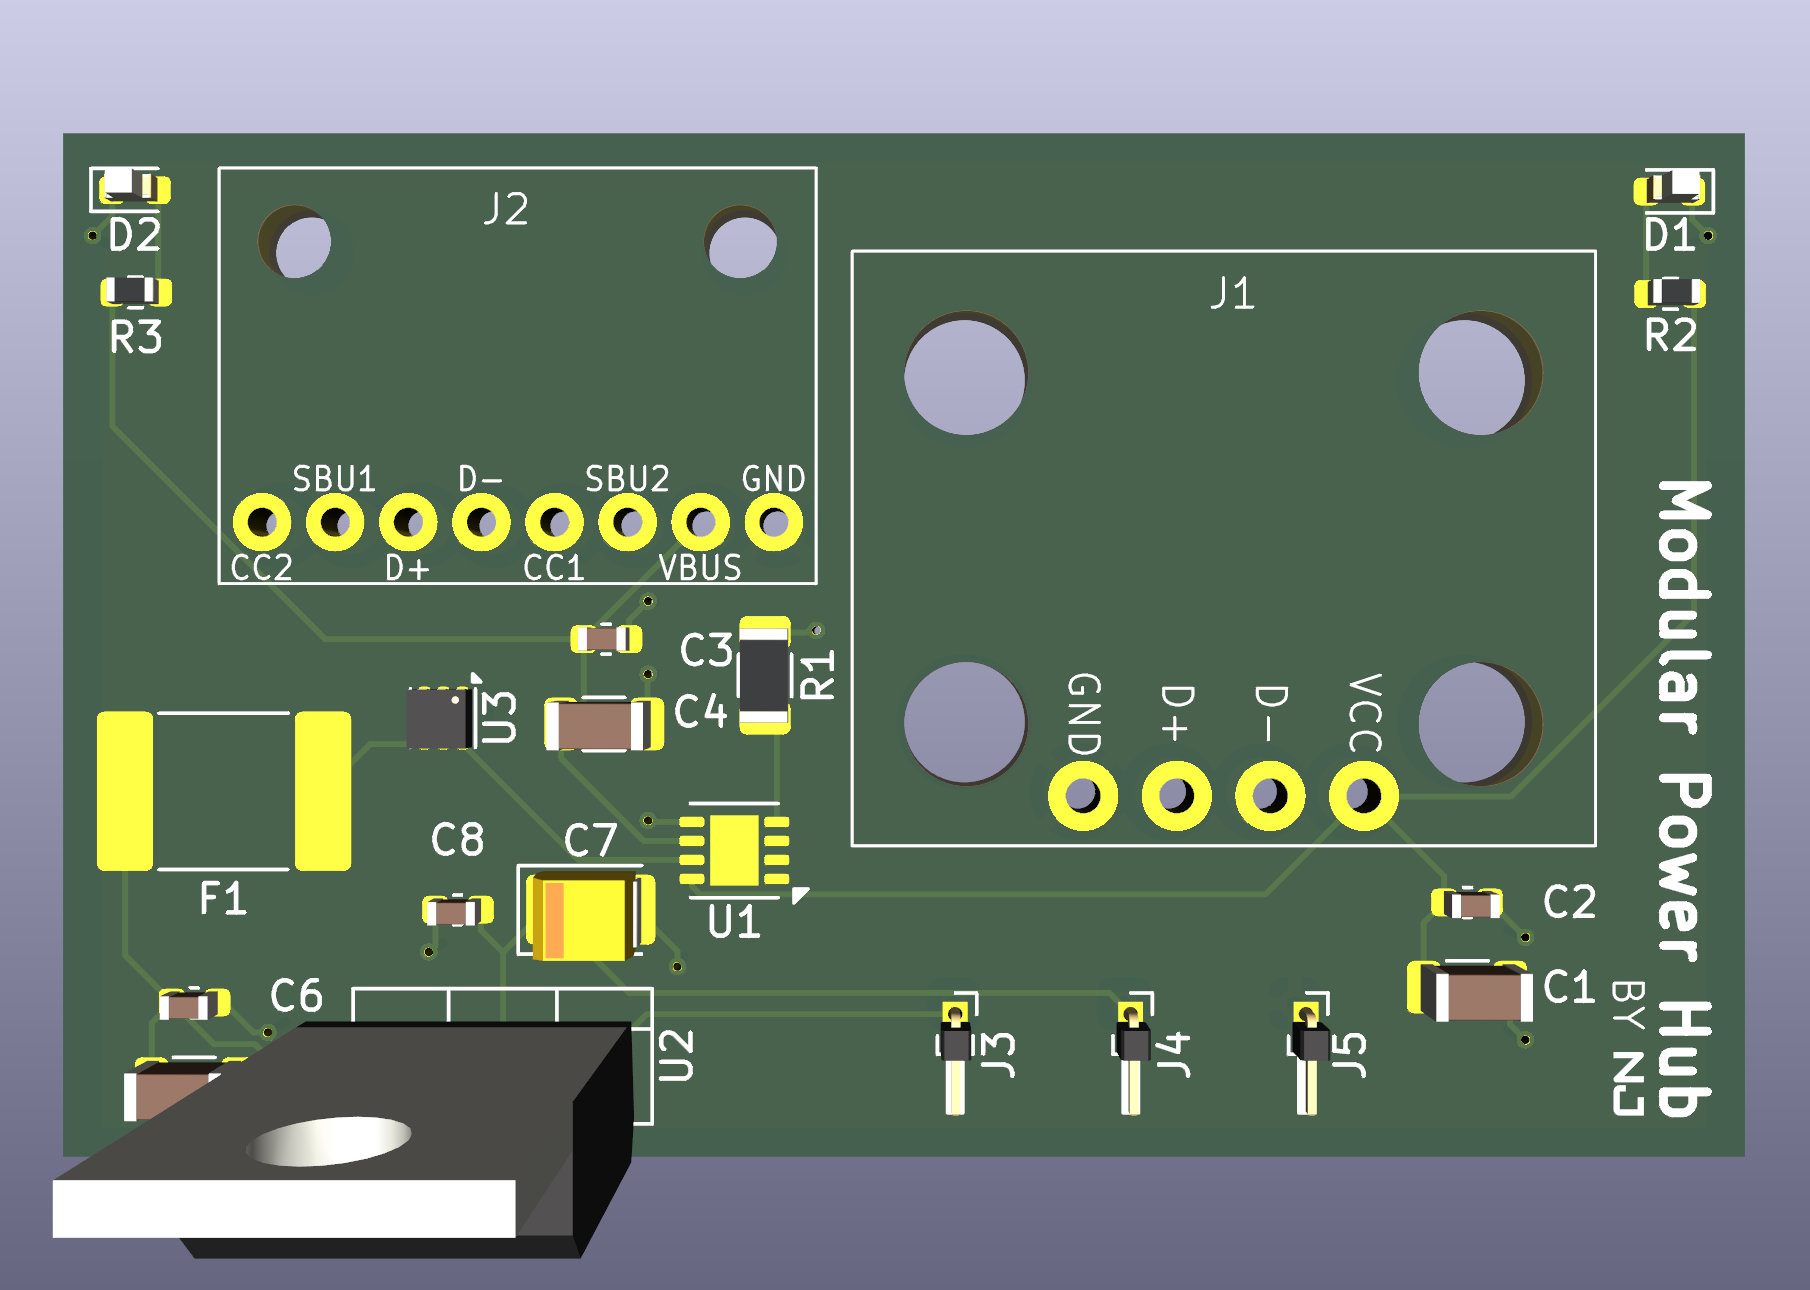 D2
R3
J2
SBU1
D-
SBU2
GND
CC2
D+
CC1
VBUS
J1
GND
D+
D-
VCC
D1
R2
C3
R1
C4
U3
F1
C8
C7
U1
C2
C1
C6
U2
J3
J4
J5
Modular Power Hub
BY NJ